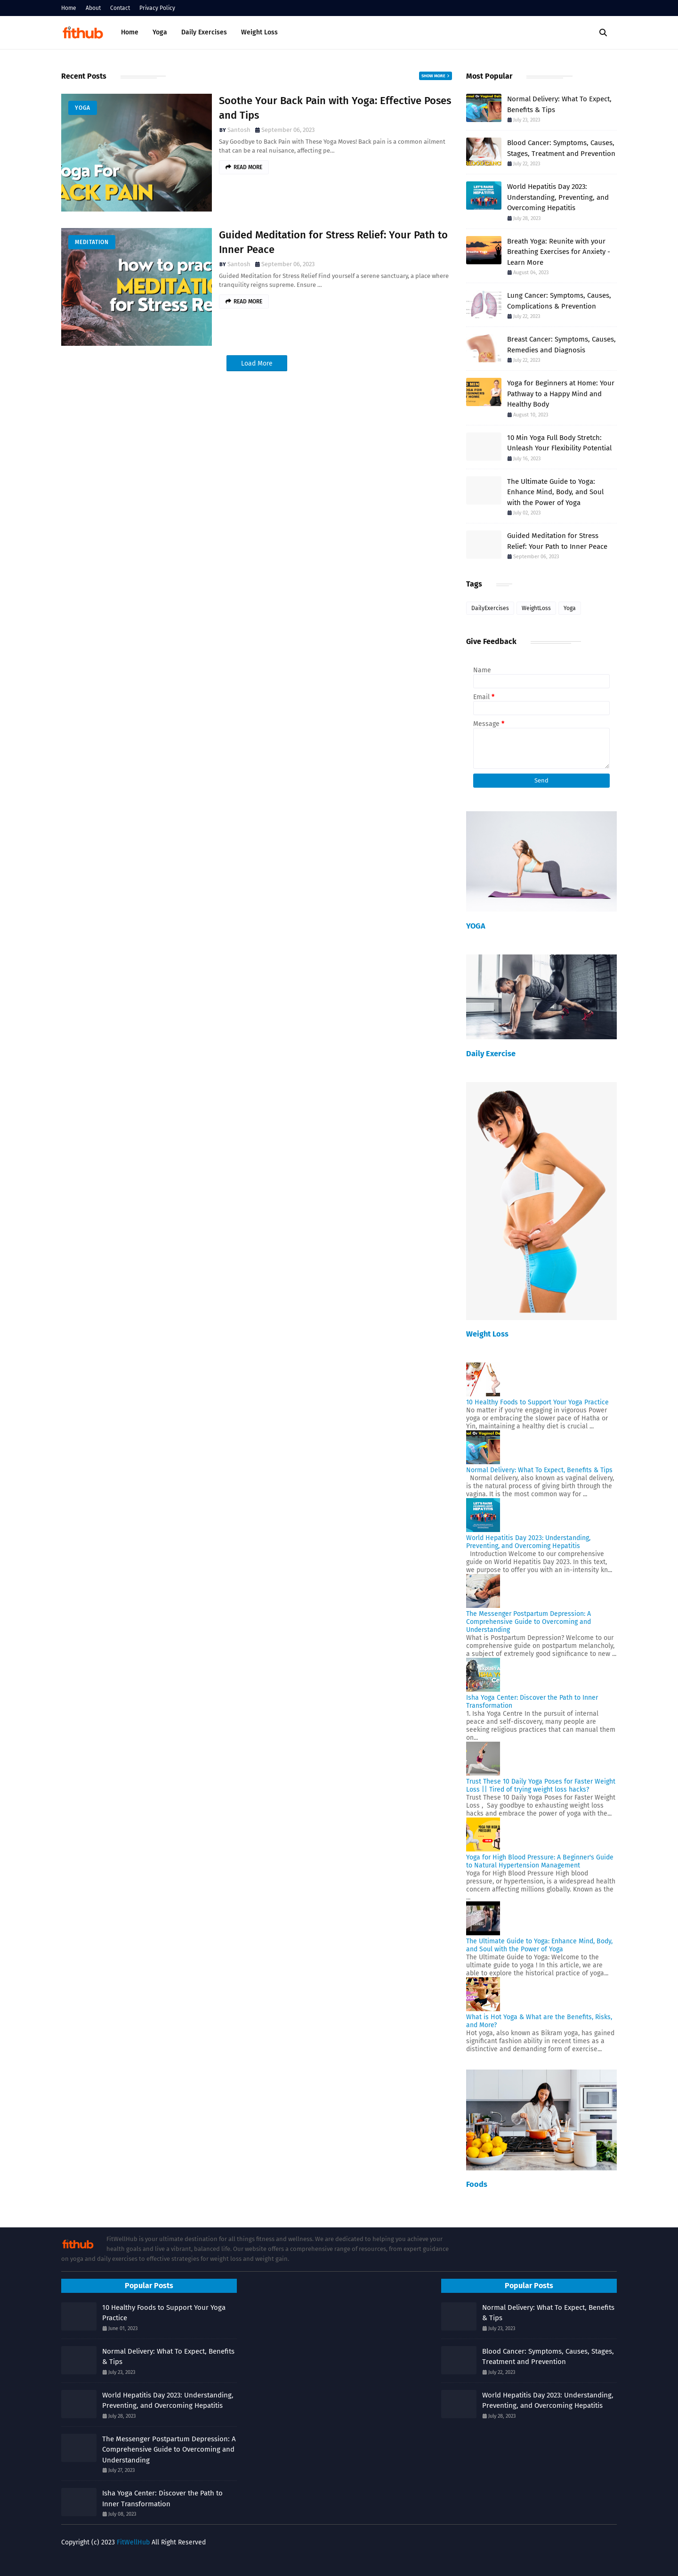 Home About Contact Privacy Policy
fithub
Home Yoga Daily Exercises Weight Loss
Recent Posts
SHOW MORE
YOGA
Yoga For
BACK PAIN
Soothe Your Back Pain with Yoga: Effective Poses
and Tips
BY Santosh September 06, 2023
Say Goodbye to Back Pain with These Yoga Moves! Back pain is a common ailment
that can be a real nuisance, affecting pe...
READ MORE
MEDITATION
how to prac
MEDITATION
for Stress Re
Guided Meditation for Stress Relief: Your Path to
Inner Peace
BY Santosh September 06, 2023
Guided Meditation for Stress Relief Find yourself a serene sanctuary, a place where
tranquility reigns supreme. Ensure ...
READ MORE
Load More
Most Popular
Normal Delivery: What To Expect,
Benefits & Tips
July 23, 2023
Blood Cancer: Symptoms, Causes,
Stages, Treatment and Prevention
July 22, 2023
World Hepatitis Day 2023:
Understanding, Preventing, and
Overcoming Hepatitis
July 28, 2023
Breath Yoga: Reunite with your
Breathing Exercises for Anxiety -
Learn More
August 04, 2023
Lung Cancer: Symptoms, Causes,
Complications & Prevention
July 22, 2023
Breast Cancer: Symptoms, Causes,
Remedies and Diagnosis
July 22, 2023
Yoga for Beginners at Home: Your
Pathway to a Happy Mind and
Healthy Body
August 10, 2023
10 Min Yoga Full Body Stretch:
Unleash Your Flexibility Potential
July 16, 2023
The Ultimate Guide to Yoga:
Enhance Mind, Body, and Soul
with the Power of Yoga
July 02, 2023
Guided Meditation for Stress
Relief: Your Path to Inner Peace
September 06, 2023
Tags
DailyExercises WeightLoss Yoga
Give Feedback
Name
Email *
Message *
Send
YOGA
Daily Exercise
Weight Loss
10 Healthy Foods to Support Your Yoga Practice
No matter if you're engaging in vigorous Power
yoga or embracing the slower pace of Hatha or
Yin, maintaining a healthy diet is crucial ...
Normal Delivery: What To Expect, Benefits & Tips
Normal delivery, also known as vaginal delivery,
is the natural process of giving birth through the
vagina. It is the most common way for ...
World Hepatitis Day 2023: Understanding,
Preventing, and Overcoming Hepatitis
Introduction Welcome to our comprehensive
guide on World Hepatitis Day 2023. In this text,
we purpose to offer you with an in-intensity kn...
The Messenger Postpartum Depression: A
Comprehensive Guide to Overcoming and
Understanding
What is Postpartum Depression? Welcome to our
comprehensive guide on postpartum melancholy,
a subject of extremely good significance to new ...
Isha Yoga Center: Discover the Path to Inner
Transformation
1. Isha Yoga Centre In the pursuit of internal
peace and self-discovery, many people are
seeking religious practices that can manual them
on...
Trust These 10 Daily Yoga Poses for Faster Weight
Loss || Tired of trying weight loss hacks?
Trust These 10 Daily Yoga Poses for Faster Weight
Loss , Say goodbye to exhausting weight loss
hacks and embrace the power of yoga with the...
Yoga for High Blood Pressure: A Beginner's Guide
to Natural Hypertension Management
Yoga for High Blood Pressure High blood
pressure, or hypertension, is a widespread health
concern affecting millions globally. Known as the
...
The Ultimate Guide to Yoga: Enhance Mind, Body,
and Soul with the Power of Yoga
The Ultimate Guide to Yoga: Welcome to the
ultimate guide to yoga ! In this article, we are
able to explore the historical practice of yoga...
What is Hot Yoga & What are the Benefits, Risks,
and More?
Hot yoga, also known as Bikram yoga, has gained
significant fashion ability in recent times as a
distinctive and demanding form of exercise...
Foods
fithub
FitWellHub is your ultimate destination for all things fitness and wellness. We are dedicated to helping you achieve your
health goals and live a vibrant, balanced life. Our website offers a comprehensive range of resources, from expert guidance
on yoga and daily exercises to effective strategies for weight loss and weight gain.
Popular Posts
10 Healthy Foods to Support Your Yoga
Practice
June 01, 2023
Normal Delivery: What To Expect, Benefits
& Tips
July 23, 2023
World Hepatitis Day 2023: Understanding,
Preventing, and Overcoming Hepatitis
July 28, 2023
The Messenger Postpartum Depression: A
Comprehensive Guide to Overcoming and
Understanding
July 27, 2023
Isha Yoga Center: Discover the Path to
Inner Transformation
July 08, 2023
Popular Posts
Normal Delivery: What To Expect, Benefits
& Tips
July 23, 2023
Blood Cancer: Symptoms, Causes, Stages,
Treatment and Prevention
July 22, 2023
World Hepatitis Day 2023: Understanding,
Preventing, and Overcoming Hepatitis
July 28, 2023
Copyright (c) 2023 FitWellHub All Right Reserved